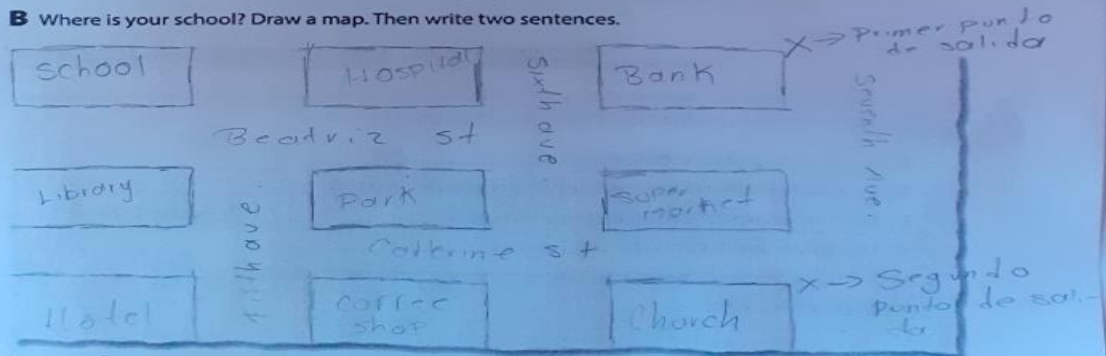 B Where is your school? Draw a map. Then write two sentences.
X→ Primer punto
de salida
School
Hospital
Sixth ave.
Bank
Seventh Ave.
Beadviz st
Library
Park
Super
market
fifth ave.
Catterine st
X→ Segundo
punto de sali-
da
Hotel
Coffee
shop
Church